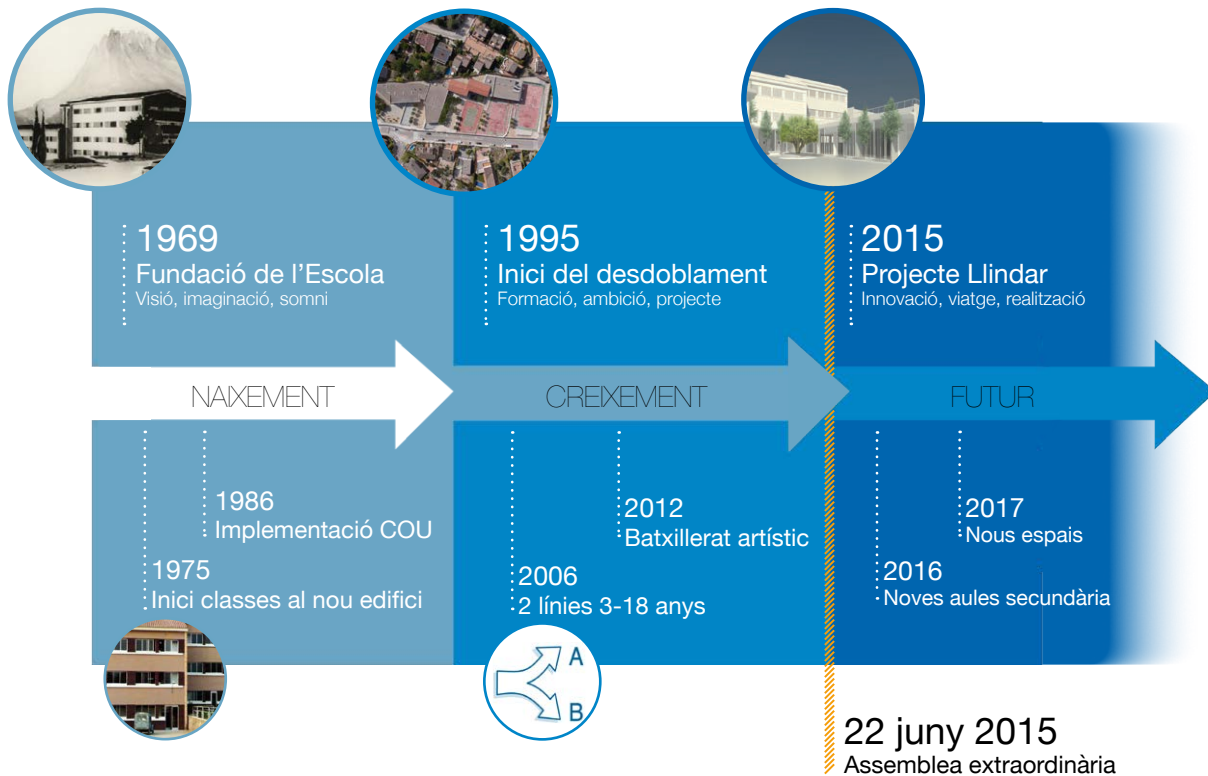 1969
Fundació de l'Escola
Visió, imaginació, somni
1995
Inici del desdoblament
Formació, ambició, projecte
2015
Projecte Llindar
Innovació, viatge, realització
NAIXEMENT
CREIXEMENT
FUTUR
1986
Implementació COU
1975
Inici classes al nou edifici
2012
Batxillerat artístic
2006
2 línies 3-18 anys
2017
Nous espais
2016
Noves aules secundària
A
B
22 juny 2015
Assemblea extraordinària